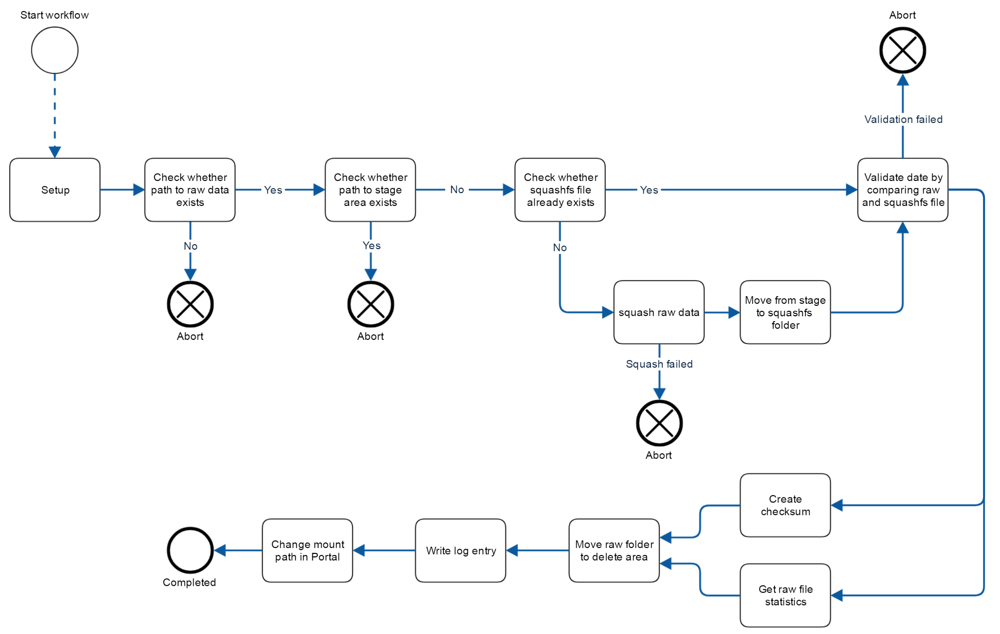 Start workflow
Abort
Validation failed
Setup
Check whether
path to raw data
exists
Yes
Check whether
path to stage
area exists
No
Check whether
squashfs file
already exists
Yes
Validate date by
comparing raw
and squashfs file
No
Yes
No
Abort
Abort
squash raw data
Move from stage
to squashfs
folder
Squash failed
Abort
Create
checksum
Completed
Change mount
path in Portal
Write log entry
Move raw folder
to delete area
Get raw file
statistics